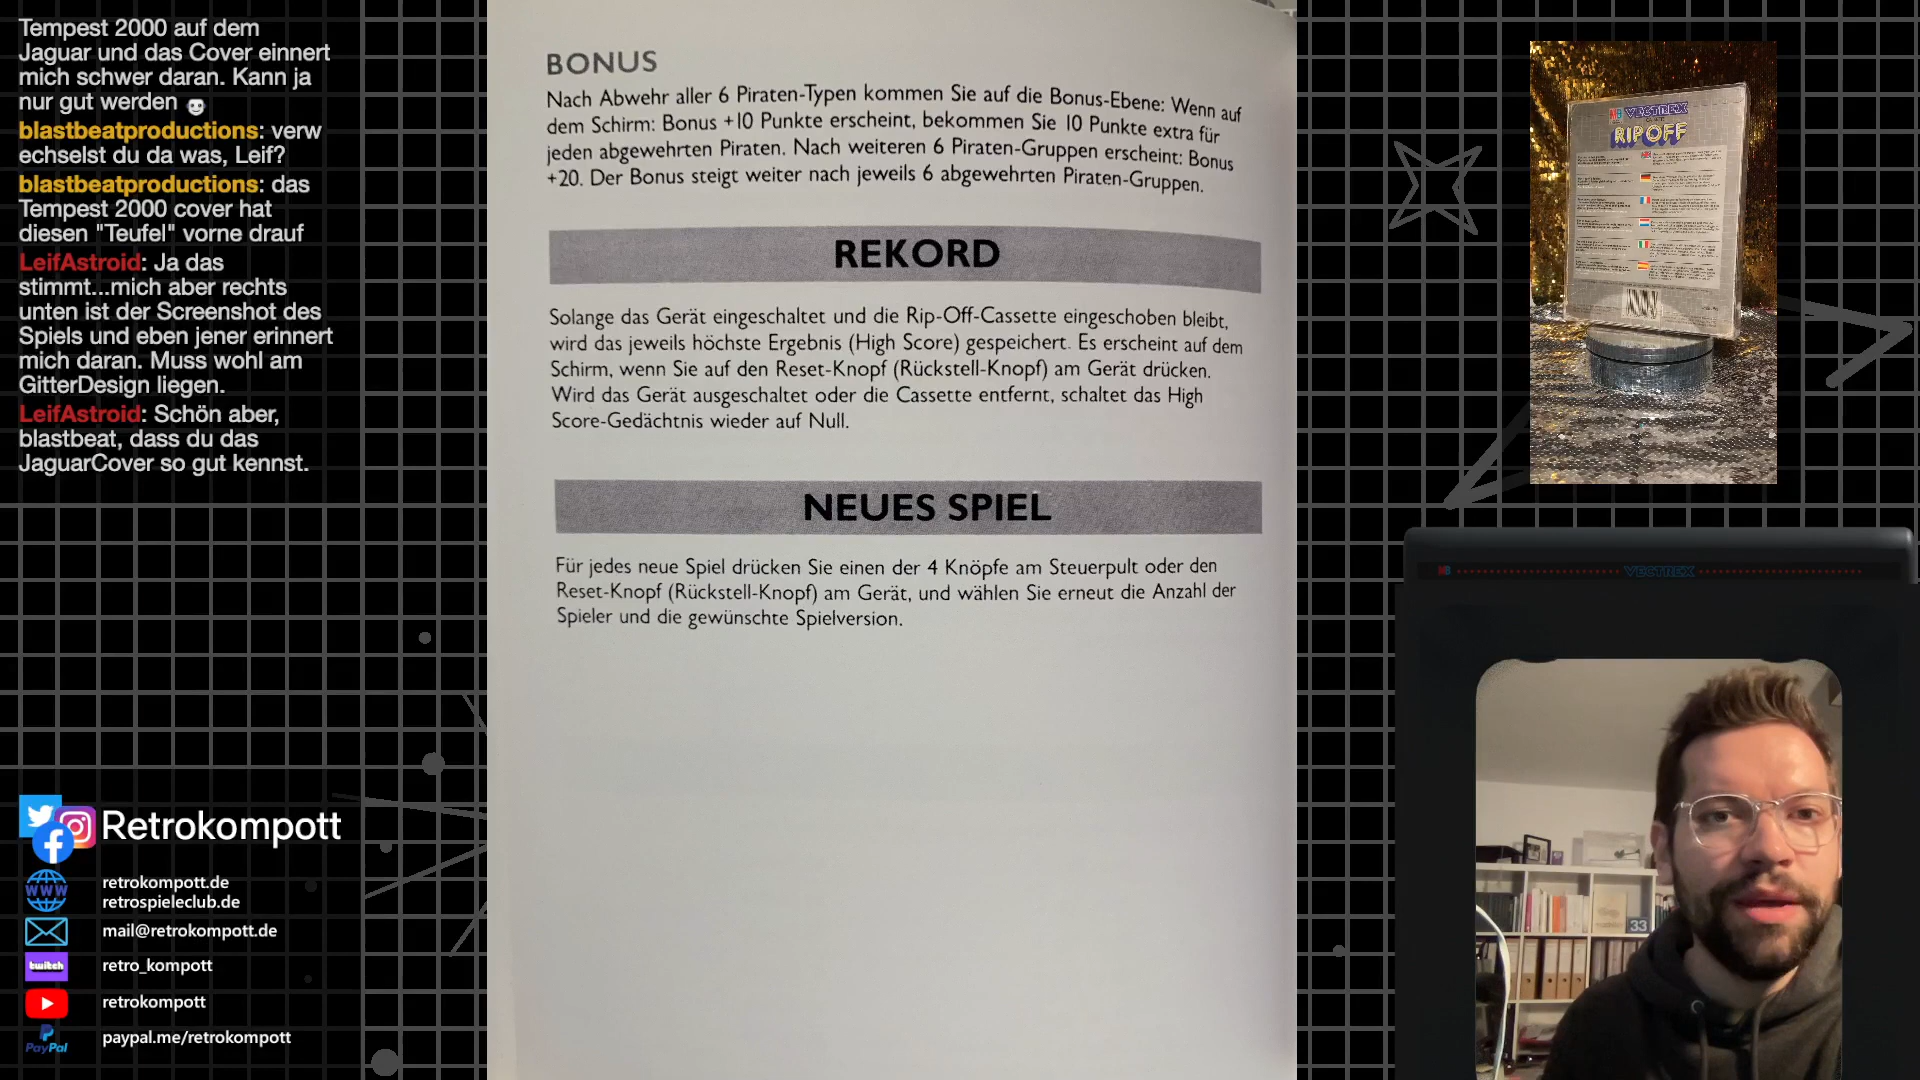 Tempest 2000 auf dem
Jaguar und das Cover einnert
mich schwer daran. Kann ja
nur gut werden
blastbeatproductions: verw
echselst du da was, Leif?
blastbeatproductions: das
Tempest 2000 cover hat
diesen "Teufel" vorne drauf
LeifAstroid: Ja das
stimmt...mich aber rechts
unten ist der Screenshot des
Spiels und eben jener erinnert
mich daran. Muss wohl am
GitterDesign liegen.
LeifAstroid: Schön aber,
blastbeat, dass du das
JaguarCover so gut kennst.
Retrokompott
www
retrokompott.de
retrospieleclub.de
mail@retrokompott.de
twitch
retro_kompott
retrokompott
PayPal
paypal.me/retrokompott
BONUS
Nach Abwehr aller 6 Piraten-Typen kommen Sie auf die Bonus-Ebene: Wenn auf
dem Schirm: Bonus +10 Punkte erscheint, bekommen Sie 10 Punkte extra für
jeden abgewehrten Piraten. Nach weiteren 6 Piraten-Gruppen erscheint: Bonus
+20. Der Bonus steigt weiter nach jeweils 6 abgewehrten Piraten-Gruppen.
REKORD
Solange das Gerät eingeschaltet und die Rip-Off-Cassette eingeschoben bleibt,
wird das jeweils höchste Ergebnis (High Score) gespeichert. Es erscheint auf dem
Schirm, wenn Sie auf den Reset-Knopf (Rückstell-Knopf) am Gerät drücken.
Wird das Gerät ausgeschaltet oder die Cassette entfernt, schaltet das High
Score-Gedächtnis wieder auf Null.
NEUES SPIEL
Für jedes neue Spiel drücken Sie einen der 4 Knöpfe am Steuerpult oder den
Reset-Knopf (Rückstell-Knopf) am Gerät, und wählen Sie erneut die Anzahl der
Spieler und die gewünschte Spielversion.
MB VECTREX
RIPOFF
MB VECTREX
33